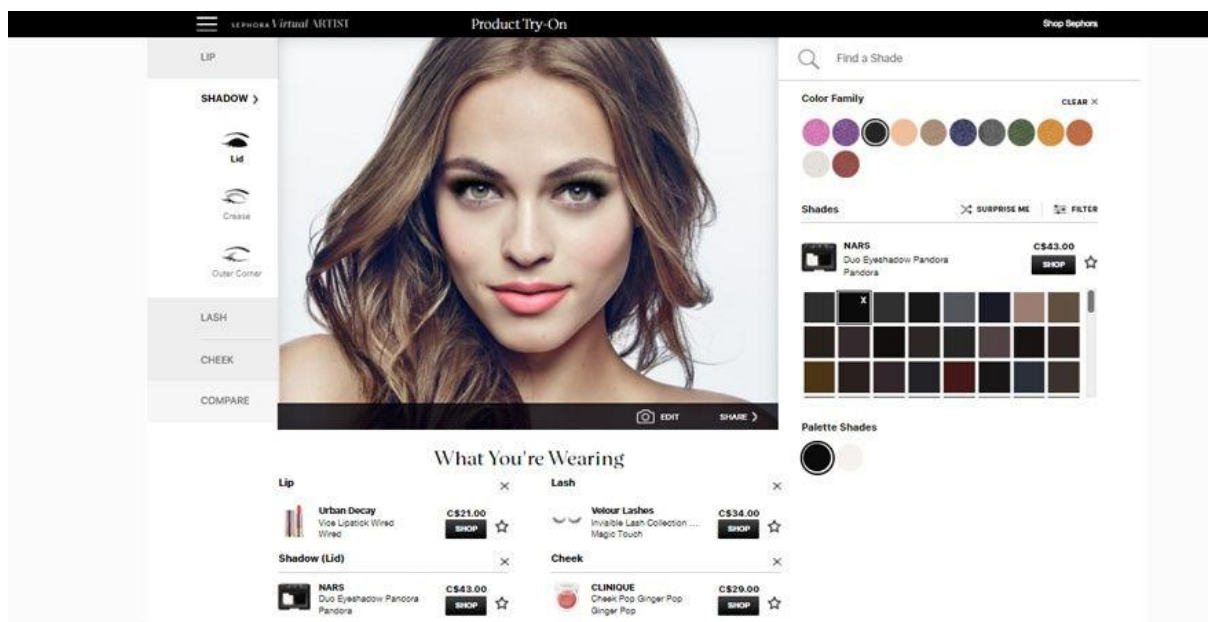 SEPHORA Virtual ARTIST
Product Try-On
Shop Sephora
LIP
SHADOW
Lid
Crease
Outer Corner
LASH
CHEEK
COMPARE
EDIT
SHARE
Find a Shade
Color Family
CLEAR ×
Shades
SURPRISE ME
FILTER
NARS
C$43.00
Duo Eyeshadow Pandora
SHOP
Pandora
X
Palette Shades
What You're Wearing
Lip
Urban Decay
C$21.00
Vice Lipstick Wired
SHOP
Wired
Lash
Velour Lashes
C$34.00
Invisible Lash Collection ...
SHOP
Magic Touch
Shadow (Lid)
NARS
C$43.00
Duo Eyeshadow Pandora
SHOP
Pandora
Cheek
CLINIQUE
C$29.00
Cheek Pop Ginger Pop
SHOP
Ginger Pop